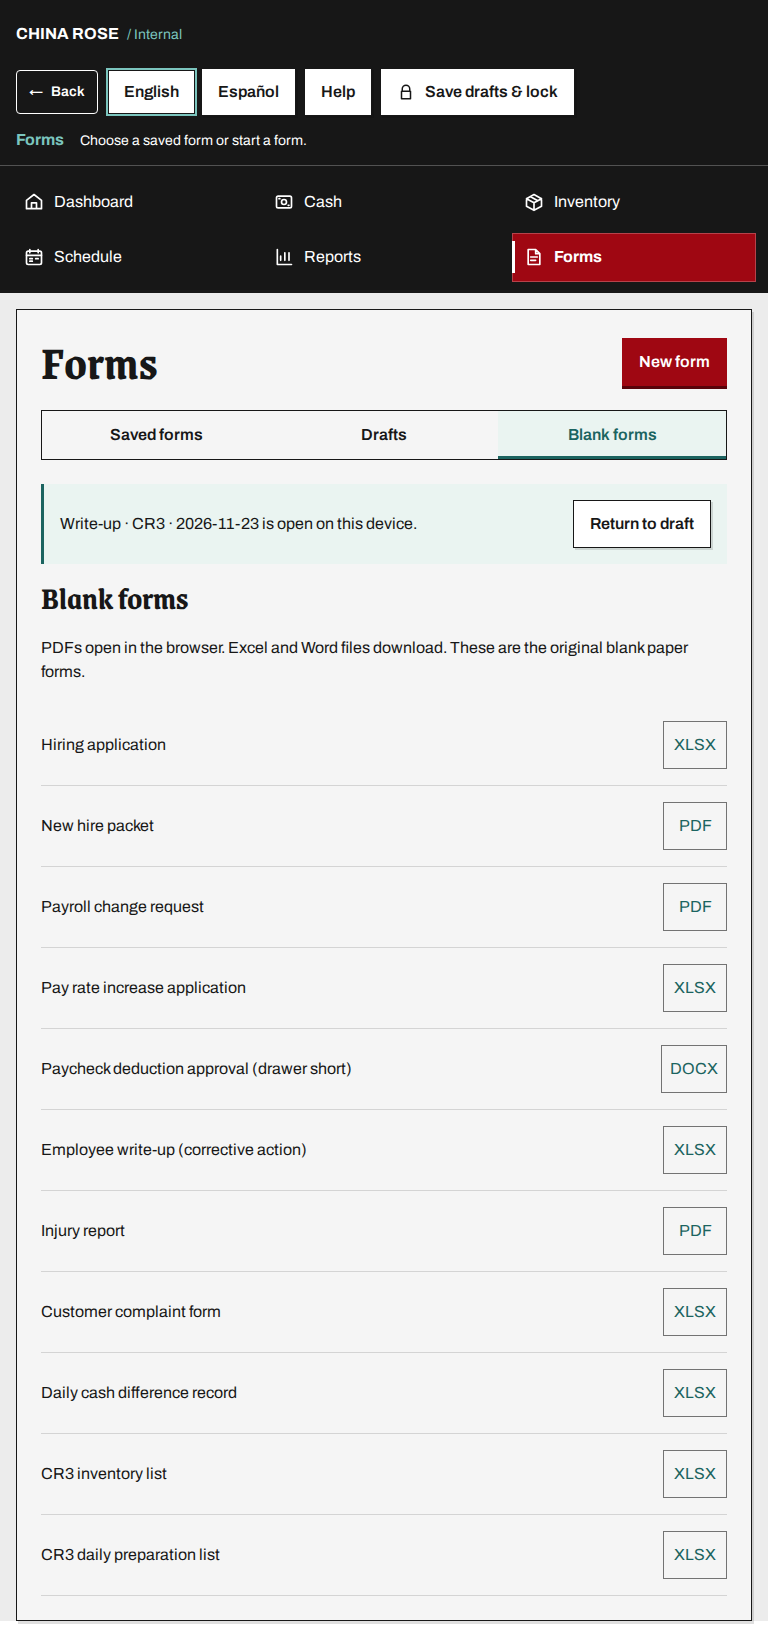 CHINA ROSE / Internal
← Back English Español Help Save drafts & lock
Forms Choose a saved form or start a form.
Dashboard Cash Inventory
Schedule Reports Forms
Forms New form
Saved forms Drafts Blank forms
Write-up · CR3 · 2026-11-23 is open on this device. Return to draft
Blank forms
PDFs open in the browser. Excel and Word files download. These are the original blank paper
forms.
Hiring application XLSX
New hire packet PDF
Payroll change request PDF
Pay rate increase application XLSX
Paycheck deduction approval (drawer short) DOCX
Employee write-up (corrective action) XLSX
Injury report PDF
Customer complaint form XLSX
Daily cash difference record XLSX
CR3 inventory list XLSX
CR3 daily preparation list XLSX